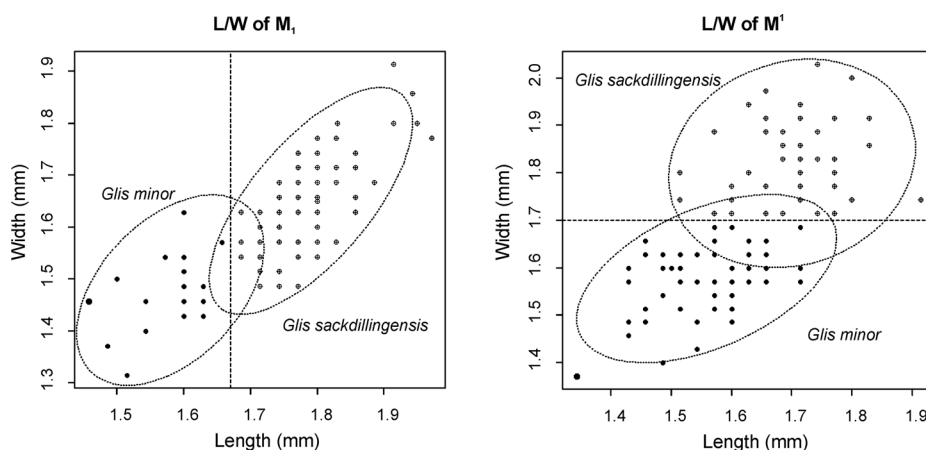 L/W of M₁
Width (mm)
1.9
1.8
1.7
1.6
1.5
1.4
1.3
Glis minor
Glis sackdillingensis
1.5 1.6 1.7 1.8 1.9
Length (mm)
L/W of M¹
Width (mm)
2.0
1.9
1.8
1.7
1.6
1.5
1.4
Glis sackdillingensis
Glis minor
1.4 1.5 1.6 1.7 1.8 1.9
Length (mm)